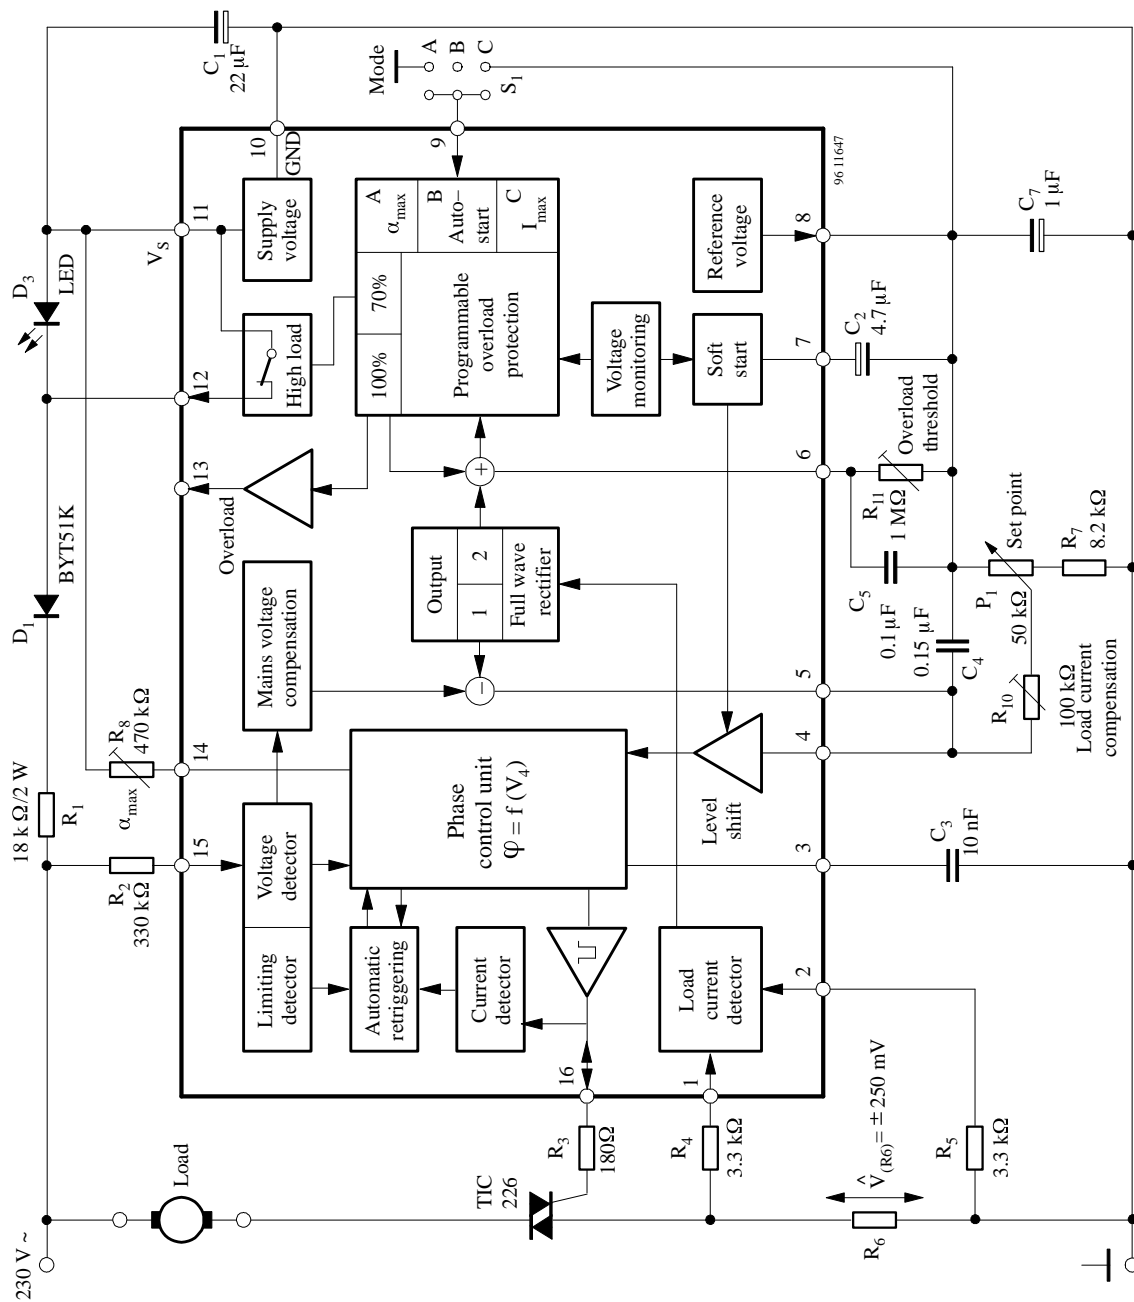 230 V ~
Load
18 k Ω/2 W
R1
D1
BYT51K
D3
LED
C1
22 µF
R2
330 kΩ
αmax
R8
470 kΩ
VS
15
14
13
12
11
10
GND
Overload
Mode
A
B
C
S1
9
Limiting
detector
Voltage
detector
Mains voltage
compensation
High load
Supply
voltage
Automatic
retriggering
Phase
control unit
φ = f (V4)
Current
detector
Output
1
2
Full wave
rectifier
–
+
100%
70%
A
αmax
B
Auto–
start
C
Imax
Programmable
overload
protection
Voltage
monitoring
Load
current
detector
Level
shift
Soft
start
Reference
voltage
TIC
226
R3
180Ω
16
R4
3.3 kΩ
1
2
3
4
5
6
7
8
96 11647
R6
V̂(R6)= ± 250 mV
R5
3.3 kΩ
C3
10 nF
R10
100 kΩ
Load current
compensation
0.15 µF
C4
C5
0.1 µF
P1
50 kΩ
Set point
R7
8.2 kΩ
R11
1 MΩ
Overload
threshold
C2
4.7 µF
C7
1 µF